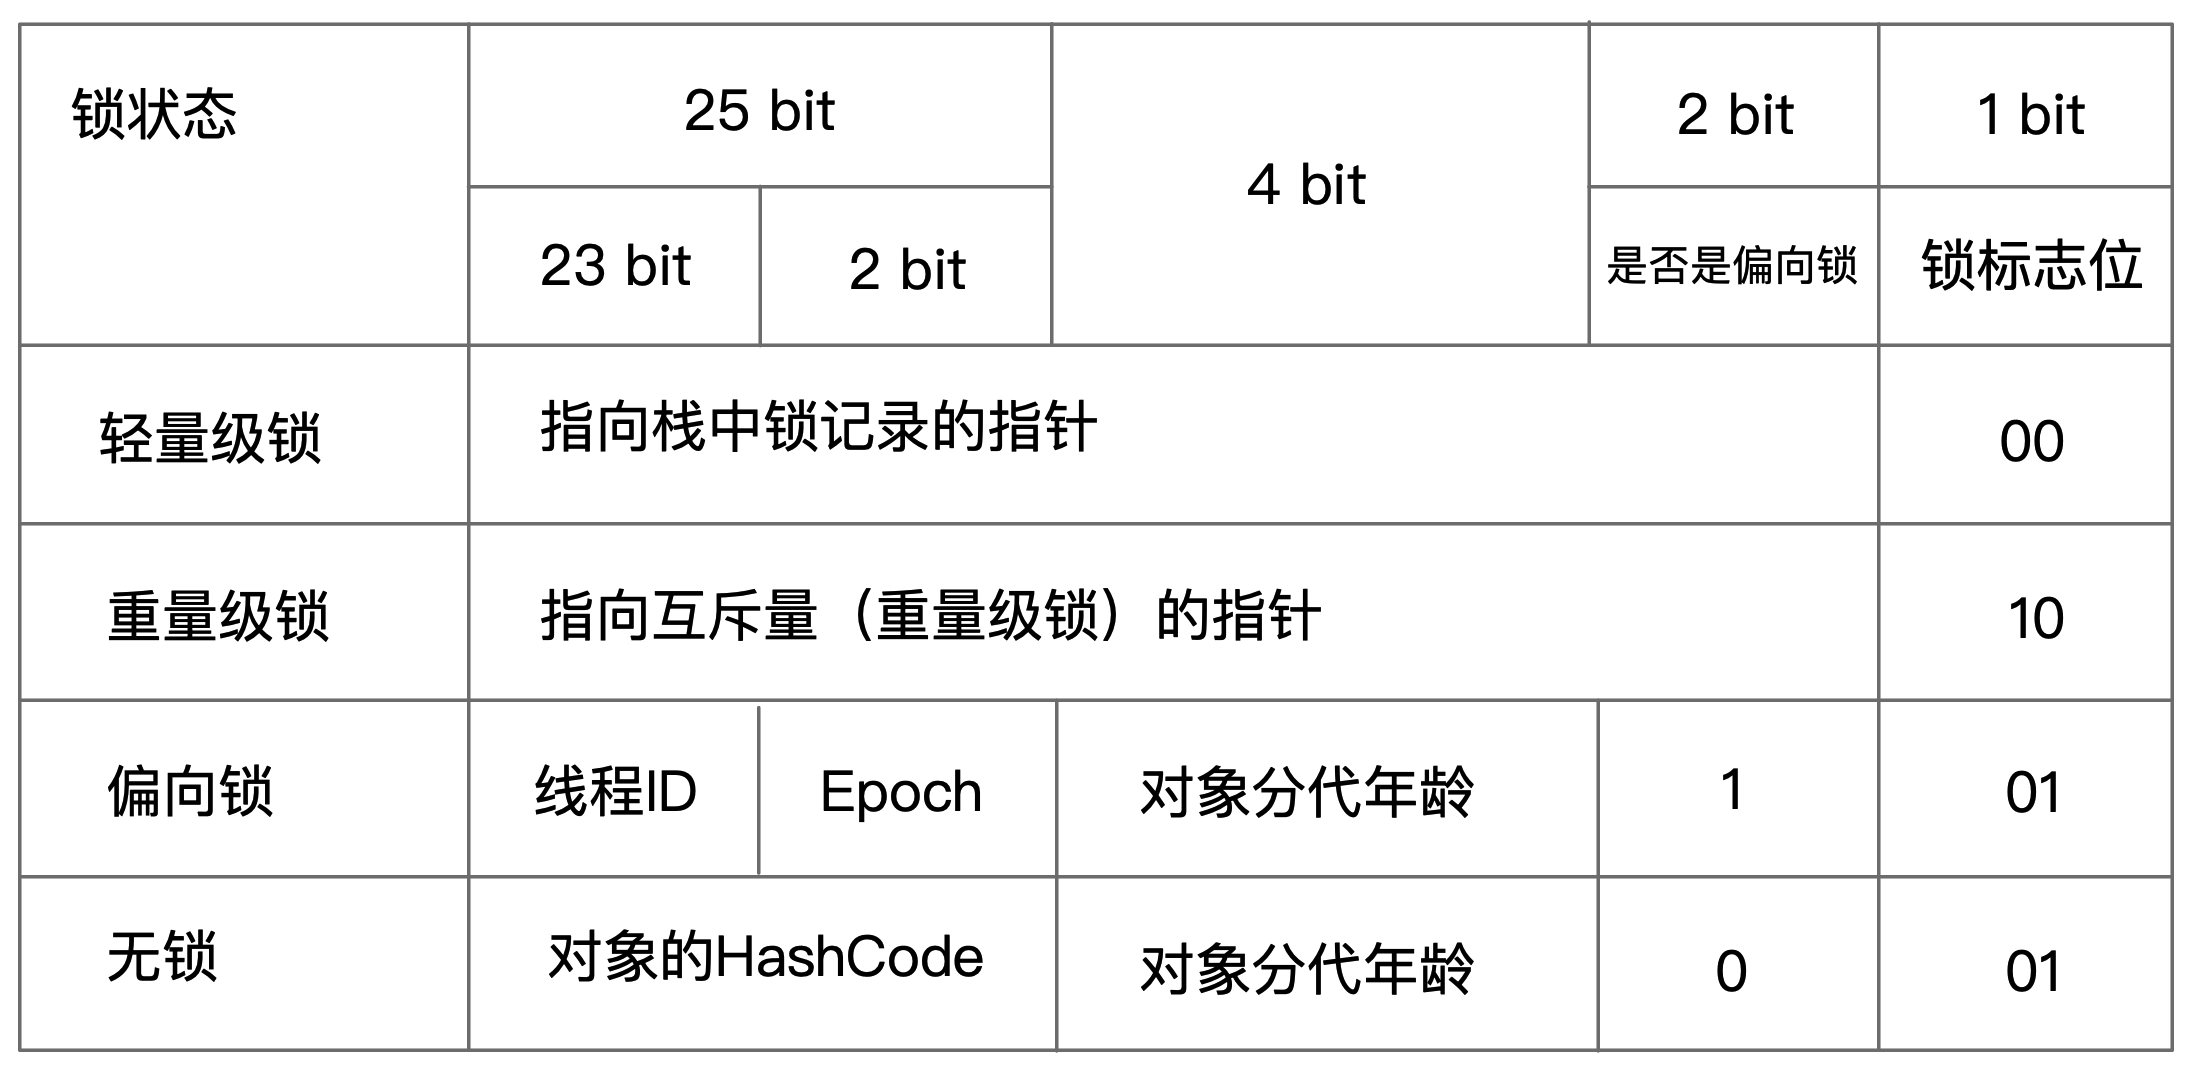 锁状态
25 bit
4 bit
2 bit
1 bit
23 bit
2 bit
是否是偏向锁
锁标志位
轻量级锁
指向栈中锁记录的指针
00
重量级锁
指向互斥量（重量级锁）的指针
10
偏向锁
线程ID
Epoch
对象分代年龄
1
01
无锁
对象的HashCode
对象分代年龄
0
01